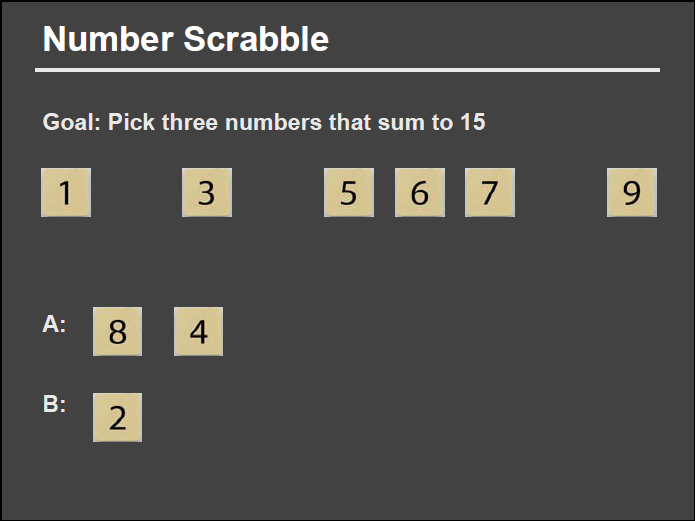 Number Scrabble
Goal: Pick three numbers that sum to 15
1 3 5 6 7 9
A: 8 4
B: 2